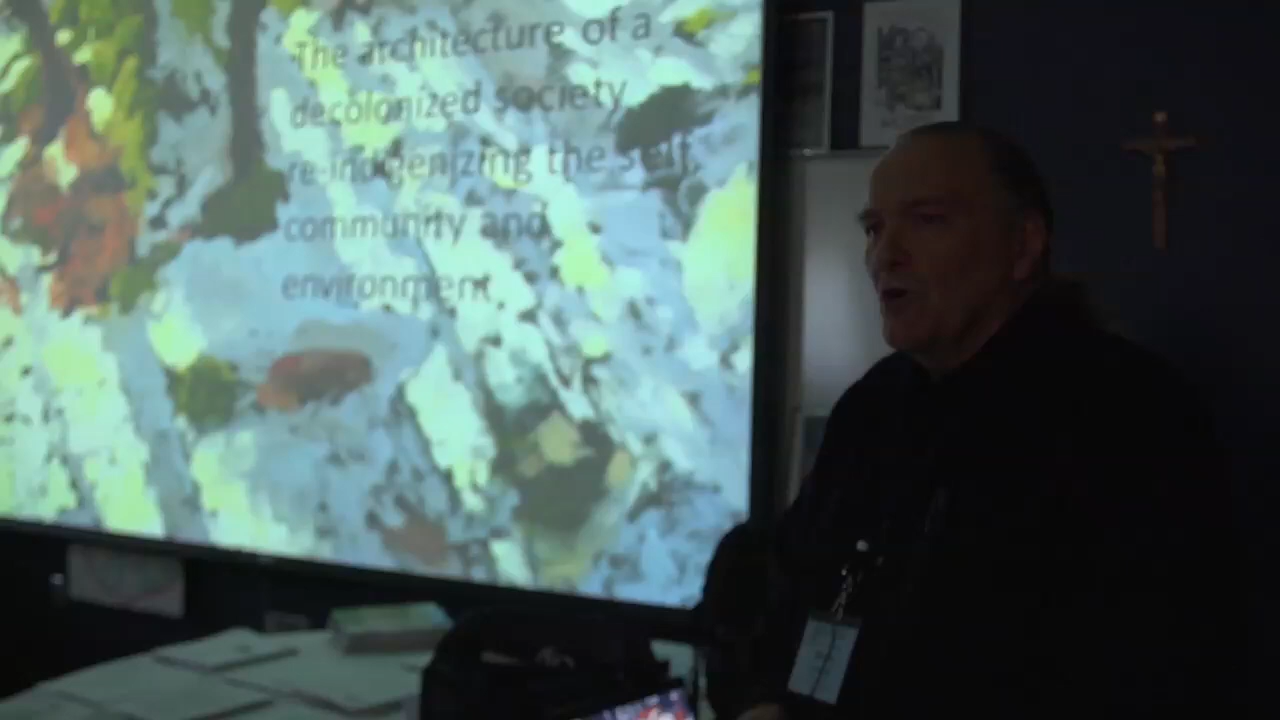 The architecture of a
decolonized society
re-indigenizing the self,
community and
environment